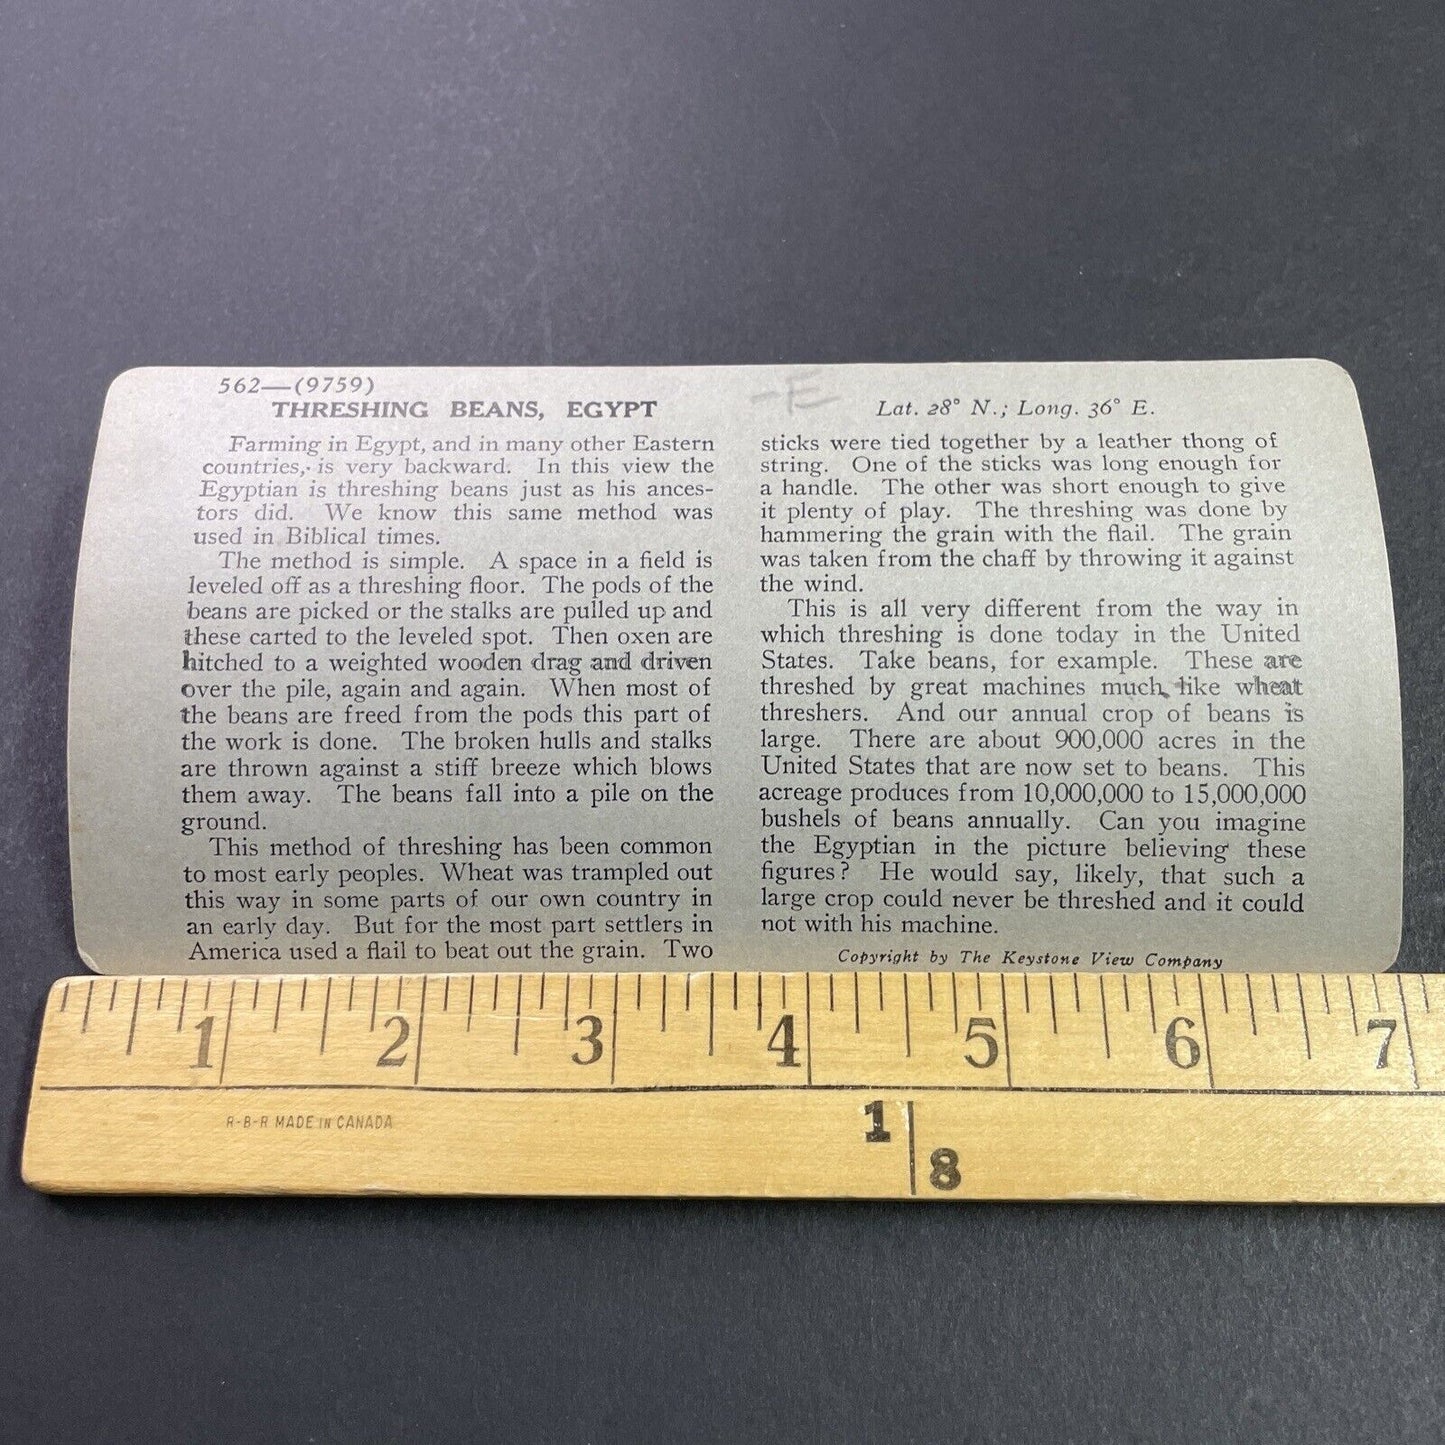 562—(9759)
THRESHING BEANS, EGYPT
Farming in Egypt, and in many other Eastern
countries, is very backward. In this view the
Egyptian is threshing beans just as his ances-
tors did. We know this same method was
used in Biblical times.
The method is simple. A space in a field is
leveled off as a threshing floor. The pods of the
beans are picked or the stalks are pulled up and
these carted to the leveled spot. Then oxen are
hitched to a weighted wooden drag and driven
over the pile, again and again. When most of
the beans are freed from the pods this part of
the work is done. The broken hulls and stalks
are thrown against a stiff breeze which blows
them away. The beans fall into a pile on the
ground.
This method of threshing has been common
to most early peoples. Wheat was trampled out
this way in some parts of our own country in
an early day. But for the most part settlers in
America used a flail to beat out the grain. Two
-E
Lat. 28° N.; Long. 36° E.
sticks were tied together by a leather thong of
string. One of the sticks was long enough for
a handle. The other was short enough to give
it plenty of play. The threshing was done by
hammering the grain with the flail. The grain
was taken from the chaff by throwing it against
the wind.
This is all very different from the way in
which threshing is done today in the United
States. Take beans, for example. These are
threshed by great machines much like wheat
threshers. And our annual crop of beans is
large. There are about 900,000 acres in the
United States that are now set to beans. This
acreage produces from 10,000,000 to 15,000,000
bushels of beans annually. Can you imagine
the Egyptian in the picture believing these
figures? He would say, likely, that such a
large crop could never be threshed and it could
not with his machine.
Copyright by The Keystone View Company
1 2 3 4 5 6 7
R-B-R MADE IN CANADA
1 8